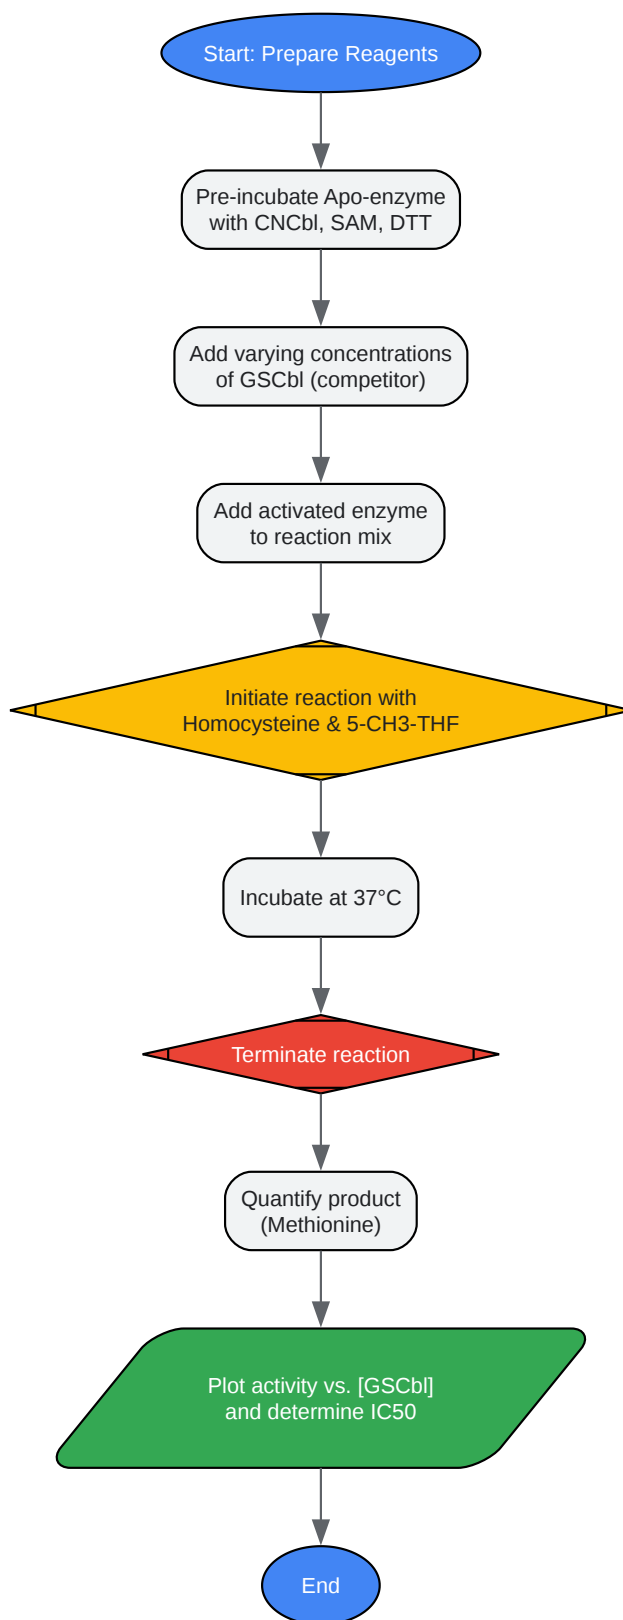 Start: Prepare Reagents
Pre-incubate Apo-enzyme
with CNCbl, SAM, DTT
Add varying concentrations
of GSCbl (competitor)
Add activated enzyme
to reaction mix
Initiate reaction with
Homocysteine & 5-CH3-THF
Incubate at 37°C
Terminate reaction
Quantify product
(Methionine)
Plot activity vs. [GSCbl]
and determine IC50
End